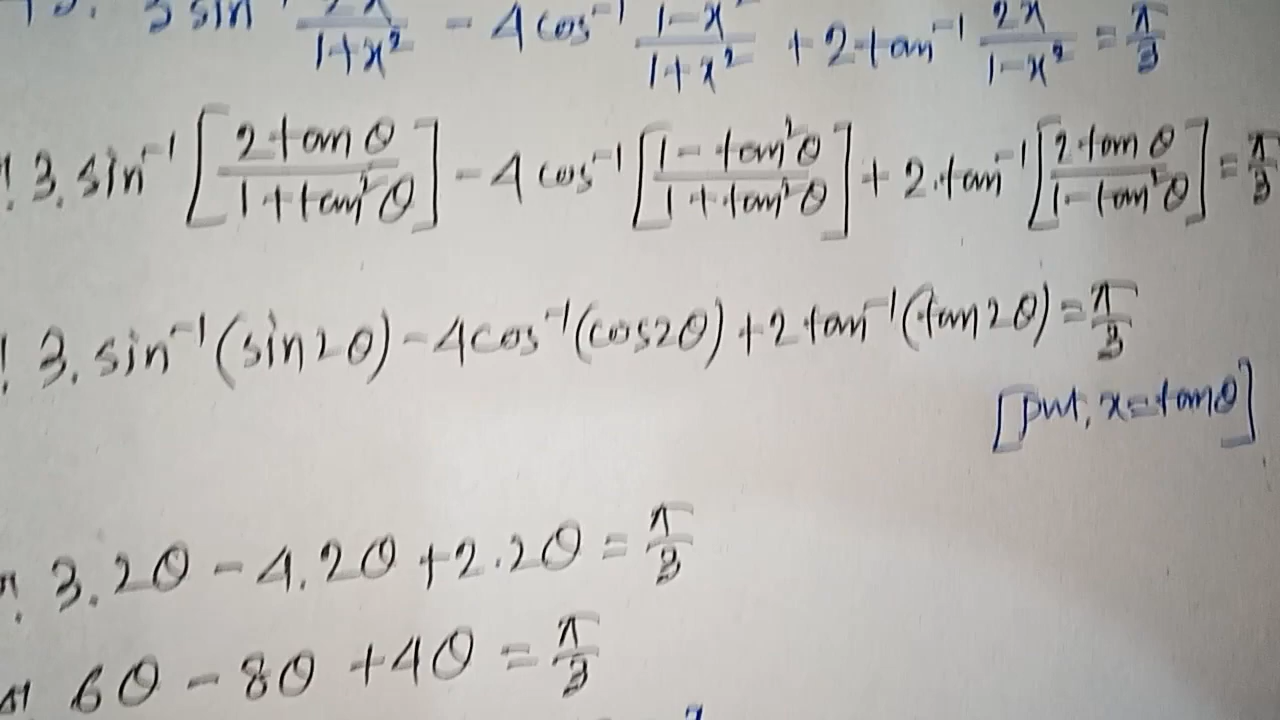 3 sin⁻¹ 2x/1+x² - 4 cos⁻¹ 1-x²/1+x² + 2 tan⁻¹ 2x/1-x² = π/3
3. sin⁻¹ [2 tan θ/1+tan²θ] - 4 cos⁻¹ [1-tan²θ/1+tan²θ] + 2. tan⁻¹ [2 tan θ/1-tan²θ] = π/3
3. sin⁻¹ (sin 2θ) - 4 cos⁻¹ (cos 2θ) + 2 tan⁻¹ (tan 2θ) = π/3
[put, x = tan θ]
3. 2θ - 4. 2θ + 2. 2θ = π/3
6θ - 8θ + 4θ = π/3